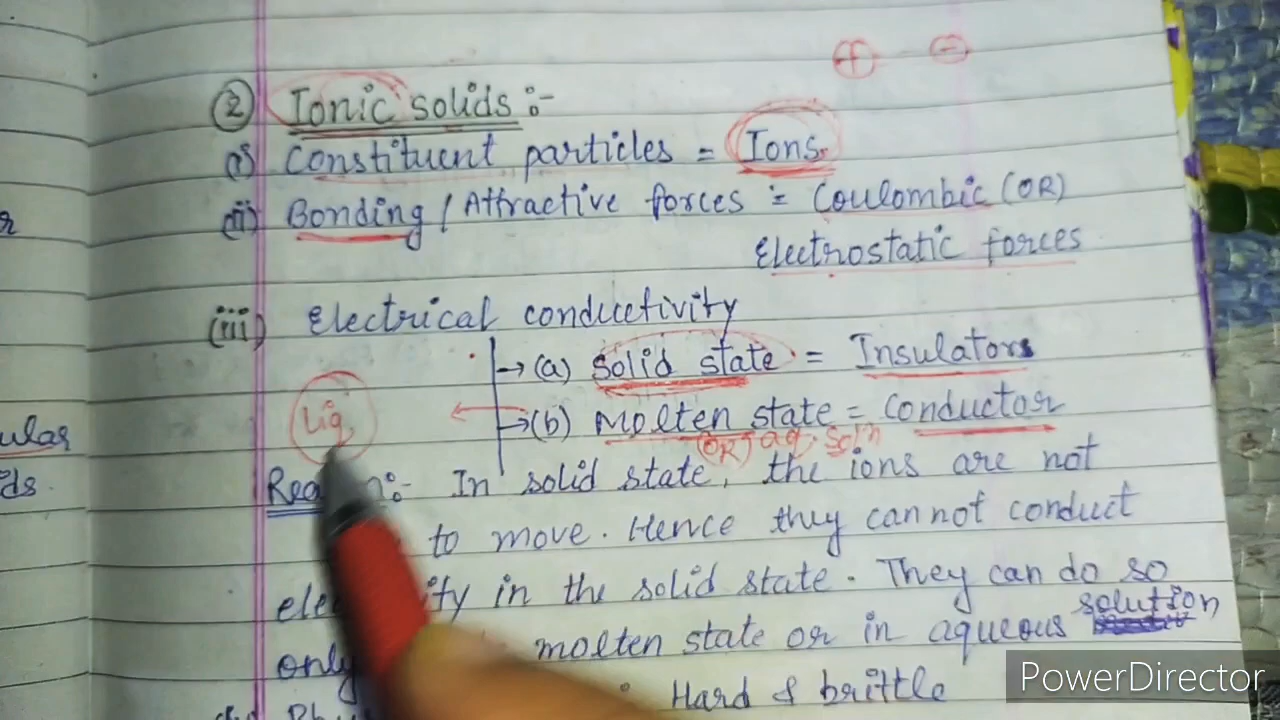 ⊕ ⊖
② Ionic solids :-
(i) Constituent particles = Ions.
(ii) Bonding / Attractive forces = Coulombic (OR)
Electrostatic forces
(iii) Electrical conductivity
→ (a) Solid state = Insulators
Liq. ← → (b) Molten state = Conductor
(OR) aq. soln
ular
:- In solid state, the ions are not
ds.
to move. Hence they cannot conduct
in the solid state. They can do so
solution
only molten state or in aqueous
Hard & brittle
PowerDirector